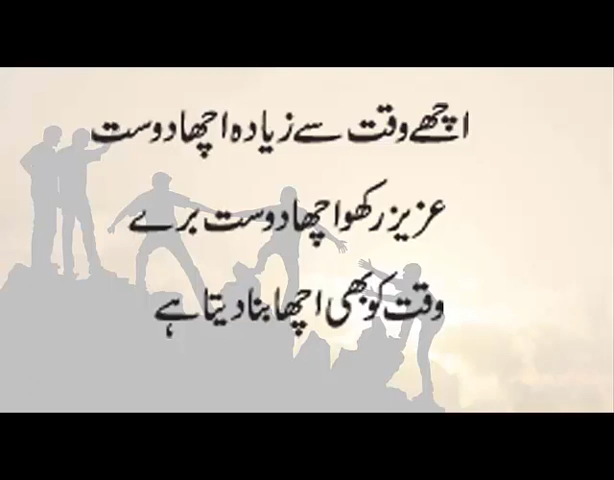 اچھے وقت سے زیادہ اچھا دوست
عزیز رکھو اچھا دوست برے
وقت کو بھی اچھا بنا دیتا ہے